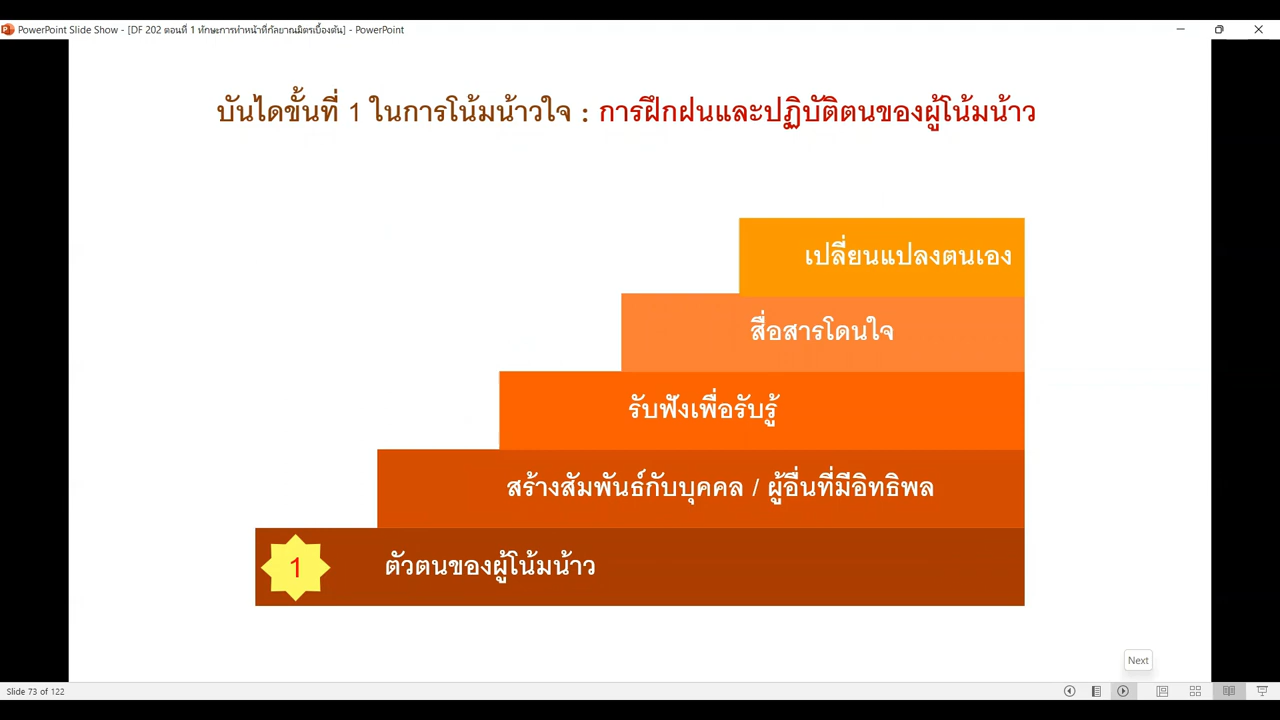 PowerPoint Slide Show - [DF 202 ตอนที่ 1 ทักษะการทำหน้าที่กัลยาณมิตรเบื้องต้น] - PowerPoint
บันไดขั้นที่ 1 ในการโน้มน้าวใจ : การฝึกฝนและปฏิบัติตนของผู้โน้มน้าว
เปลี่ยนแปลงตนเอง
สื่อสารโดนใจ
รับฟังเพื่อรับรู้
สร้างสัมพันธ์กับบุคคล / ผู้อื่นที่มีอิทธิพล
1 ตัวตนของผู้โน้มน้าว
Next
Slide 73 of 122